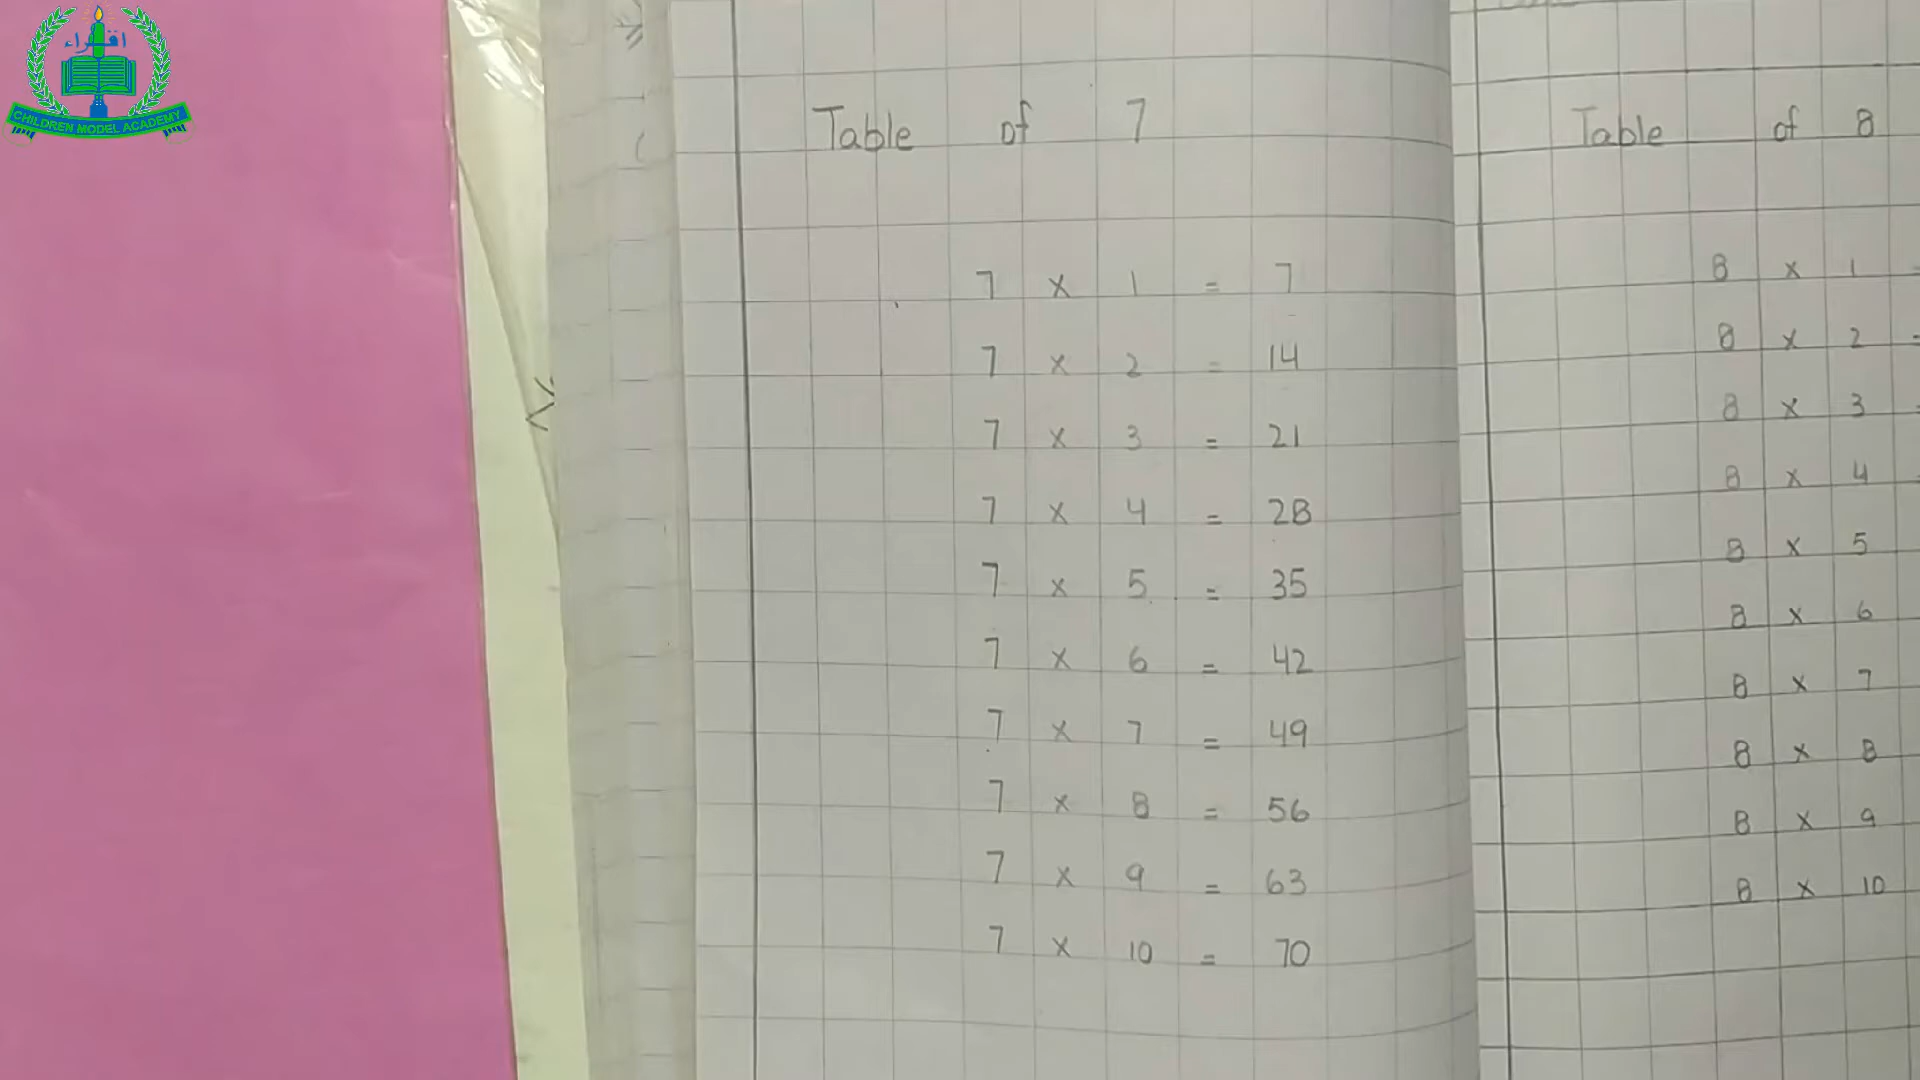 اقراء
CHILDREN MODEL ACADEMY
Table of 7
7 x 1 = 7
7 x 2 = 14
7 x 3 = 21
7 x 4 = 28
7 x 5 = 35
7 x 6 = 42
7 x 7 = 49
7 x 8 = 56
7 x 9 = 63
7 x 10 = 70
Table of 8
8 x 1 =
8 x 2 =
8 x 3 =
8 x 4 =
8 x 5
8 x 6
8 x 7
8 x 8
8 x 9
8 x 10